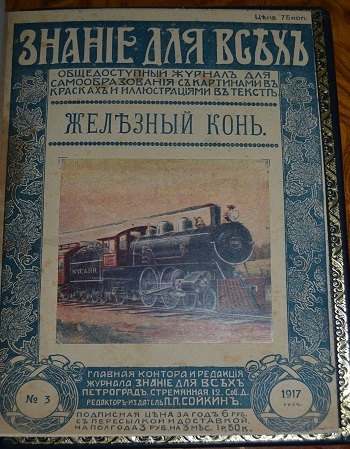 Цѣна 75 коп.
ЗНАНІЕ ДЛЯ ВСѢХЪ
ОБЩЕДОСТУПНЫЙ ЖУРНАЛЪ ДЛЯ
САМООБРАЗОВАНІЯ СЪ КАРТИНАМИ ВЪ
КРАСКАХЪ И ИЛЛЮСТРАЦІЯМИ ВЪ ТЕКСТѢ
ЖЕЛѢЗНЫЙ КОНЬ.
N.Y.C.&H.R.
ГЛАВНАЯ КОНТОРА И РЕДАКЦІЯ
ЖУРНАЛА ЗНАНІЕ ДЛЯ ВСѢХЪ
ПЕТРОГРАДЪ, СТРЕМЯННАЯ 12. Соб. Д.
РЕДАКТОРЪ-ИЗДАТЕЛЬ П.П.СОЙКИНЪ.
№ 3
1917
ПОДПИСНАЯ ЦѢНА ЗА ГОДЪ 6 РУБ.
СЪ ПЕРЕСЫЛКОЙ И ДОСТАВКОЙ,
НА ПОЛГОДА 3 РУБ. НА 3 МѢС. 1 Р. 50 К.